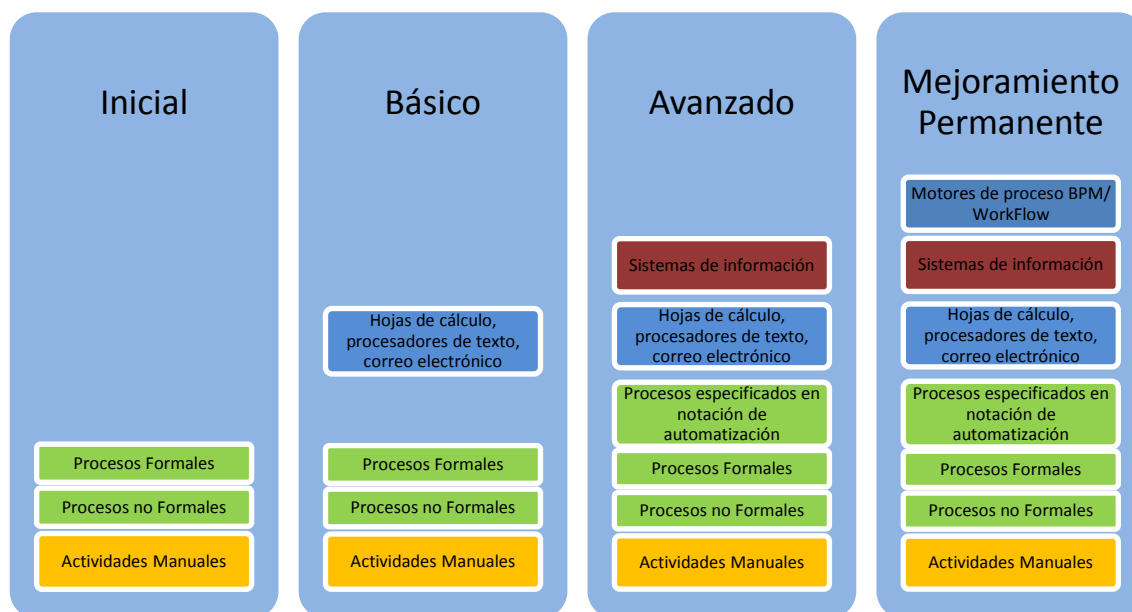 Inicial
Procesos Formales
Procesos no Formales
Actividades Manuales
Básico
Hojas de cálculo,
procesadores de texto,
correo electrónico
Procesos Formales
Procesos no Formales
Actividades Manuales
Avanzado
Sistemas de información
Hojas de cálculo,
procesadores de texto,
correo electrónico
Procesos especificados en
notación de
automatización
Procesos Formales
Procesos no Formales
Actividades Manuales
Mejoramiento
Permanente
Motores de proceso BPM/
WorkFlow
Sistemas de información
Hojas de cálculo,
procesadores de texto,
correo electrónico
Procesos especificados en
notación de
automatización
Procesos Formales
Procesos no Formales
Actividades Manuales